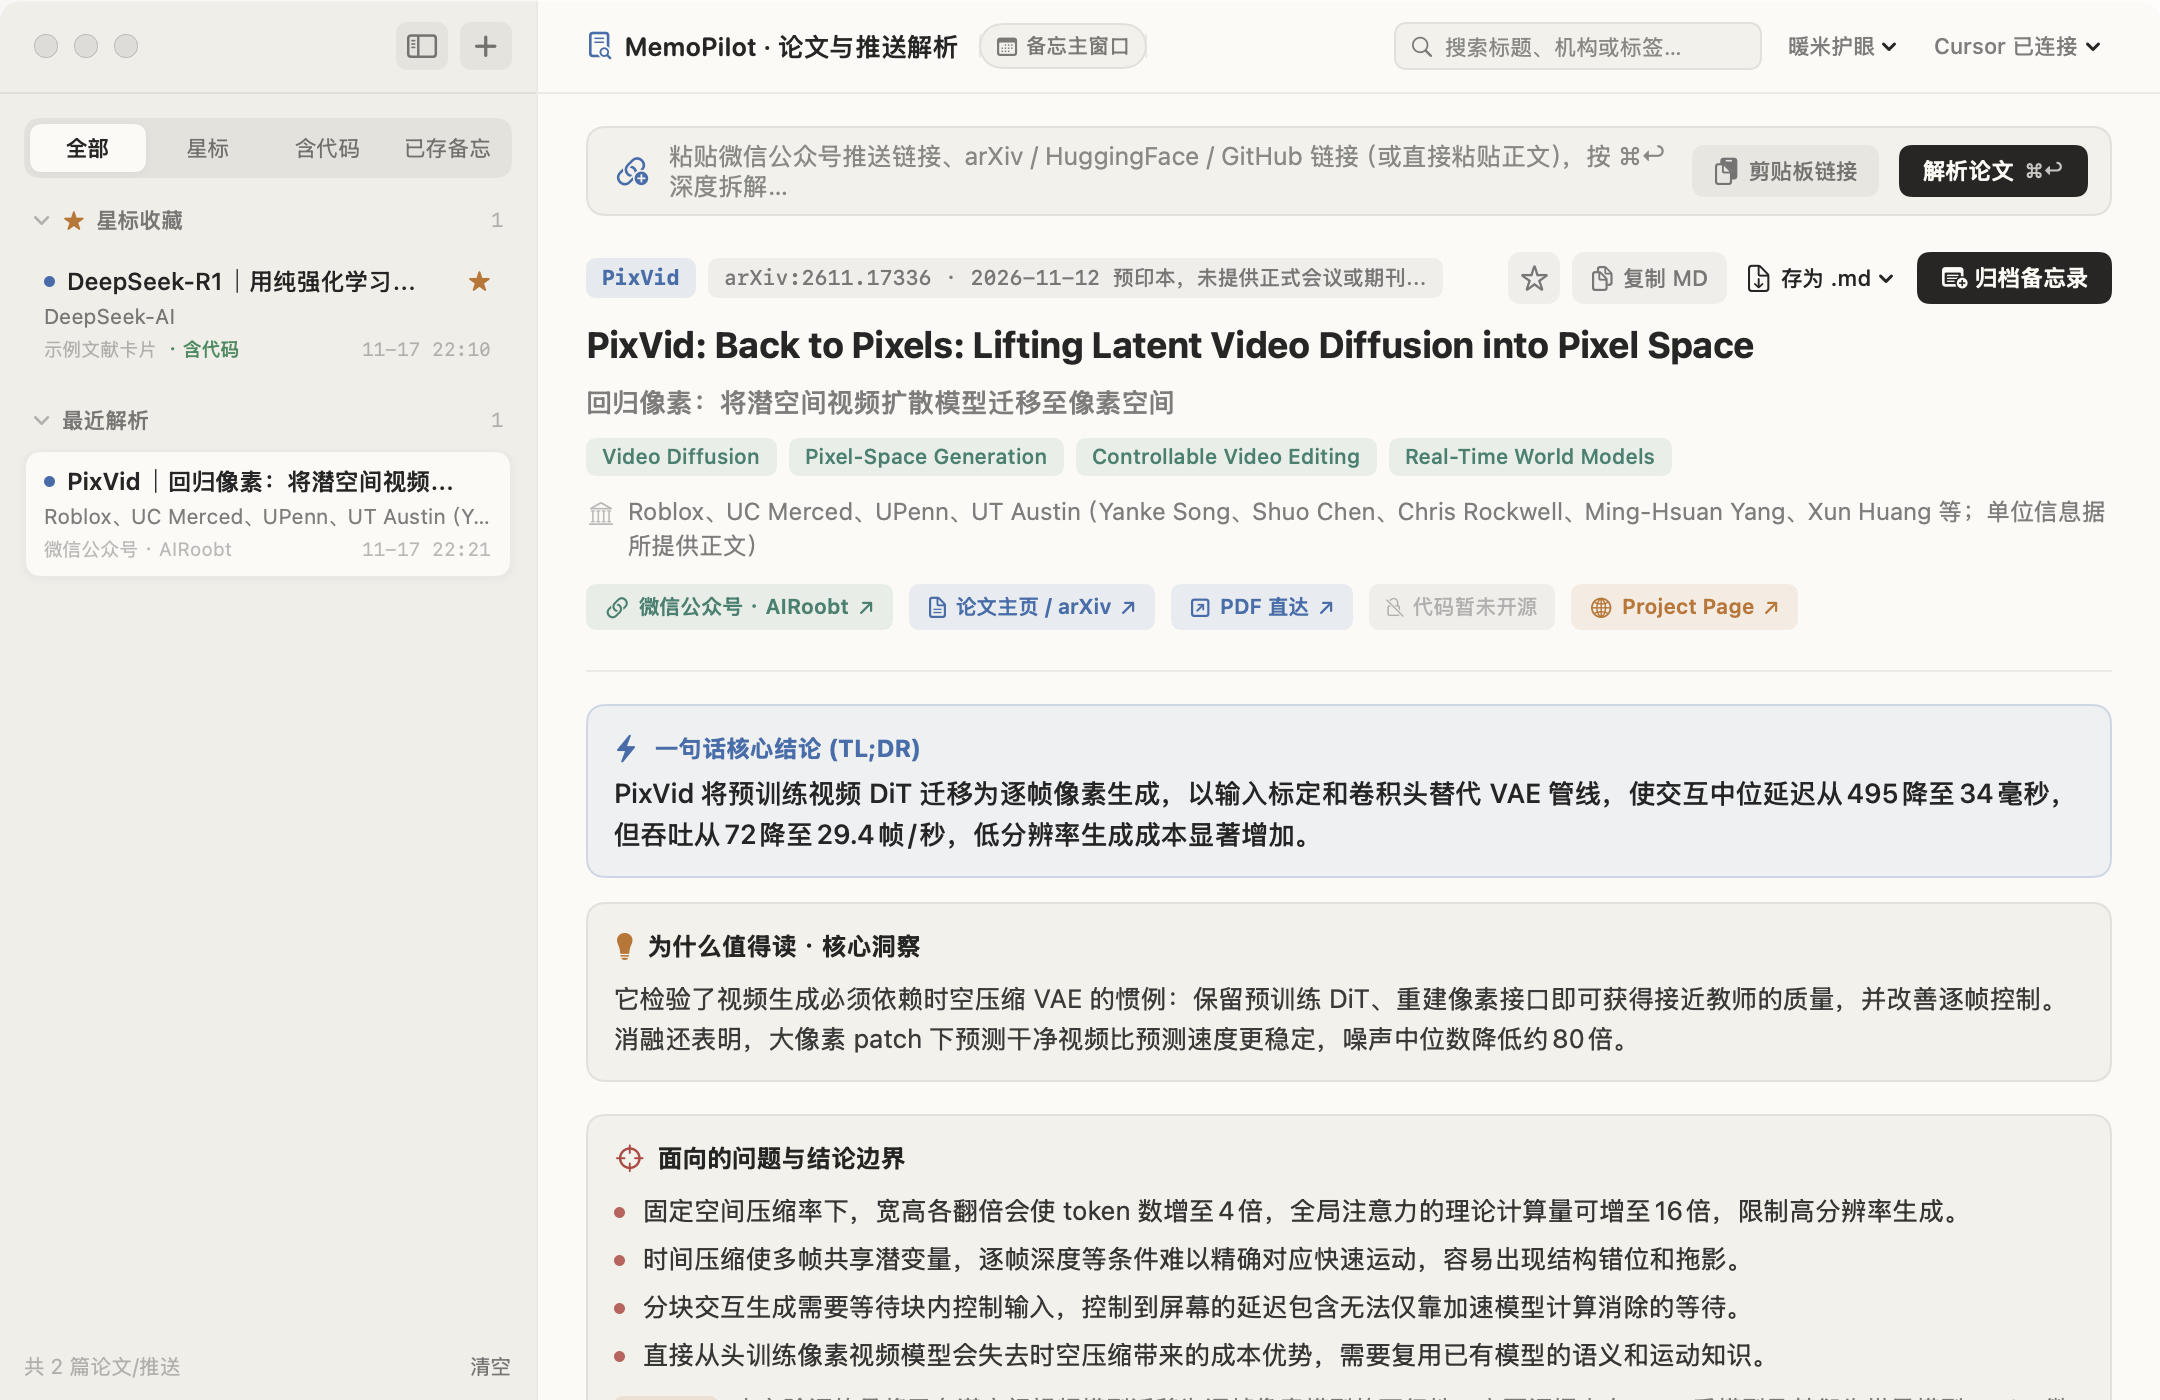 MemoPilot · 论文与推送解析
备忘主窗口
搜索标题、机构或标签...
暖米护眼
Cursor 已连接
全部
星标
含代码
已存备忘
星标收藏
1
DeepSeek-R1｜用纯强化学习...
DeepSeek-AI
示例文献卡片 · 含代码
11-17 22:10
最近解析
1
PixVid｜回归像素：将潜空间视频...
Roblox、UC Merced、UPenn、UT Austin (Y...
微信公众号 · AIRoobt
11-17 22:21
共 2 篇论文/推送
清空
粘贴微信公众号推送链接、arXiv / HuggingFace / GitHub 链接 (或直接粘贴正文)，按 ⌘↩
深度拆解...
剪贴板链接
解析论文 ⌘↩
PixVid
arXiv:2611.17336 · 2026-11-12 预印本，未提供正式会议或期刊...
复制 MD
存为 .md
归档备忘录
PixVid: Back to Pixels: Lifting Latent Video Diffusion into Pixel Space
回归像素：将潜空间视频扩散模型迁移至像素空间
Video Diffusion
Pixel-Space Generation
Controllable Video Editing
Real-Time World Models
Roblox、UC Merced、UPenn、UT Austin (Yanke Song、Shuo Chen、Chris Rockwell、Ming-Hsuan Yang、Xun Huang 等；单位信息据
所提供正文)
微信公众号 · AIRoobt ↗
论文主页 / arXiv ↗
PDF 直达 ↗
代码暂未开源
Project Page ↗
一句话核心结论 (TL;DR)
PixVid 将预训练视频 DiT 迁移为逐帧像素生成，以输入标定和卷积头替代 VAE 管线，使交互中位延迟从 495 降至 34 毫秒，
但吞吐从 72 降至 29.4 帧/秒，低分辨率生成成本显著增加。
为什么值得读 · 核心洞察
它检验了视频生成必须依赖时空压缩 VAE 的惯例：保留预训练 DiT、重建像素接口即可获得接近教师的质量，并改善逐帧控制。
消融还表明，大像素 patch 下预测干净视频比预测速度更稳定，噪声中位数降低约 80 倍。
面向的问题与结论边界
固定空间压缩率下，宽高各翻倍会使 token 数增至 4 倍，全局注意力的理论计算量可增至 16 倍，限制高分辨率生成。
时间压缩使多帧共享潜变量，逐帧深度等条件难以精确对应快速运动，容易出现结构错位和拖影。
分块交互生成需要等待块内控制输入，控制到屏幕的延迟包含无法仅靠加速模型计算消除的等待。
直接从头训练像素视频模型会失去时空压缩带来的成本优势，需要复用已有模型的语义和运动知识。